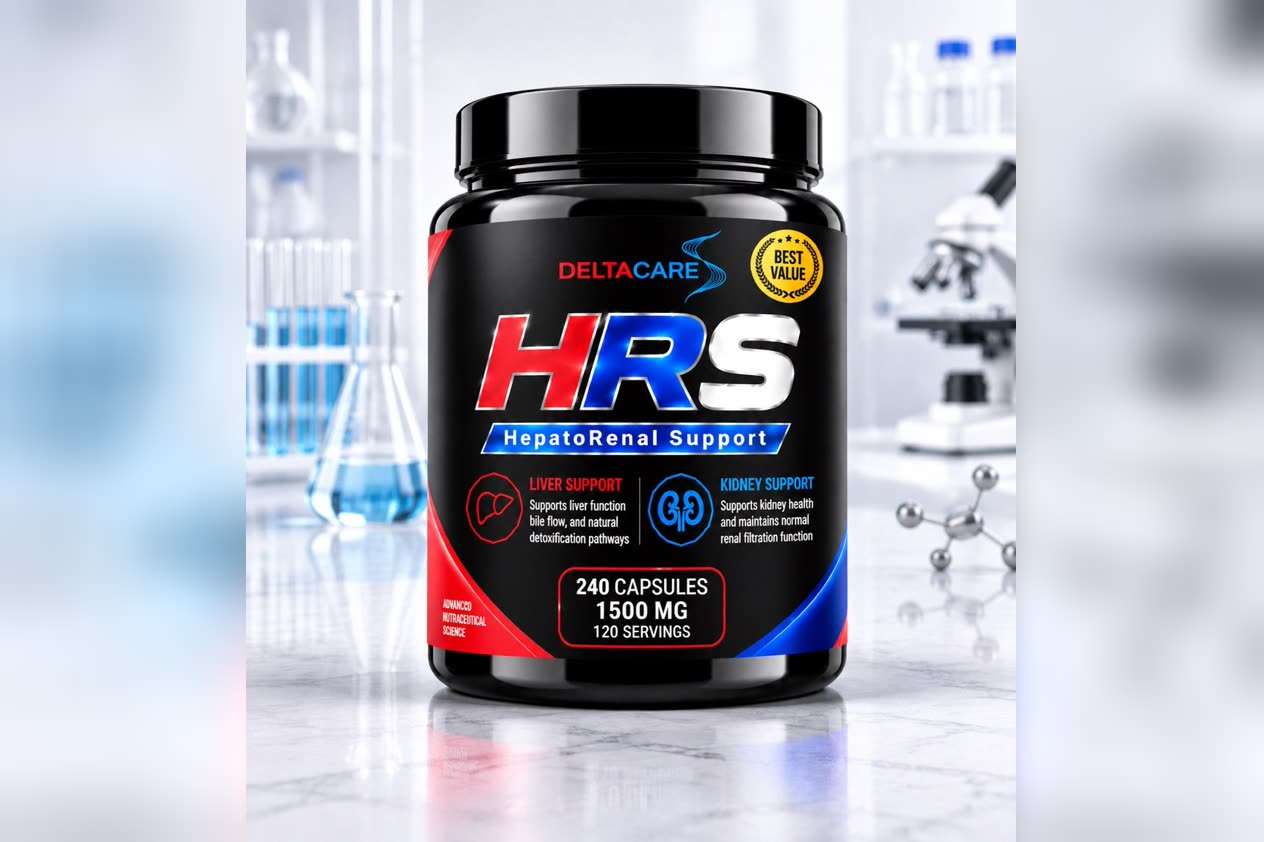 DELTACARE
BEST
VALUE
HRS
HepatoRenal Support
LIVER SUPPORT
Supports liver function
bile flow, and natural
detoxification pathways
KIDNEY SUPPORT
Supports kidney health
and maintains normal
renal filtration function
240 CAPSULES
1500 MG
120 SERVINGS
ADVANCED
NUTRACEUTICAL
SCIENCE